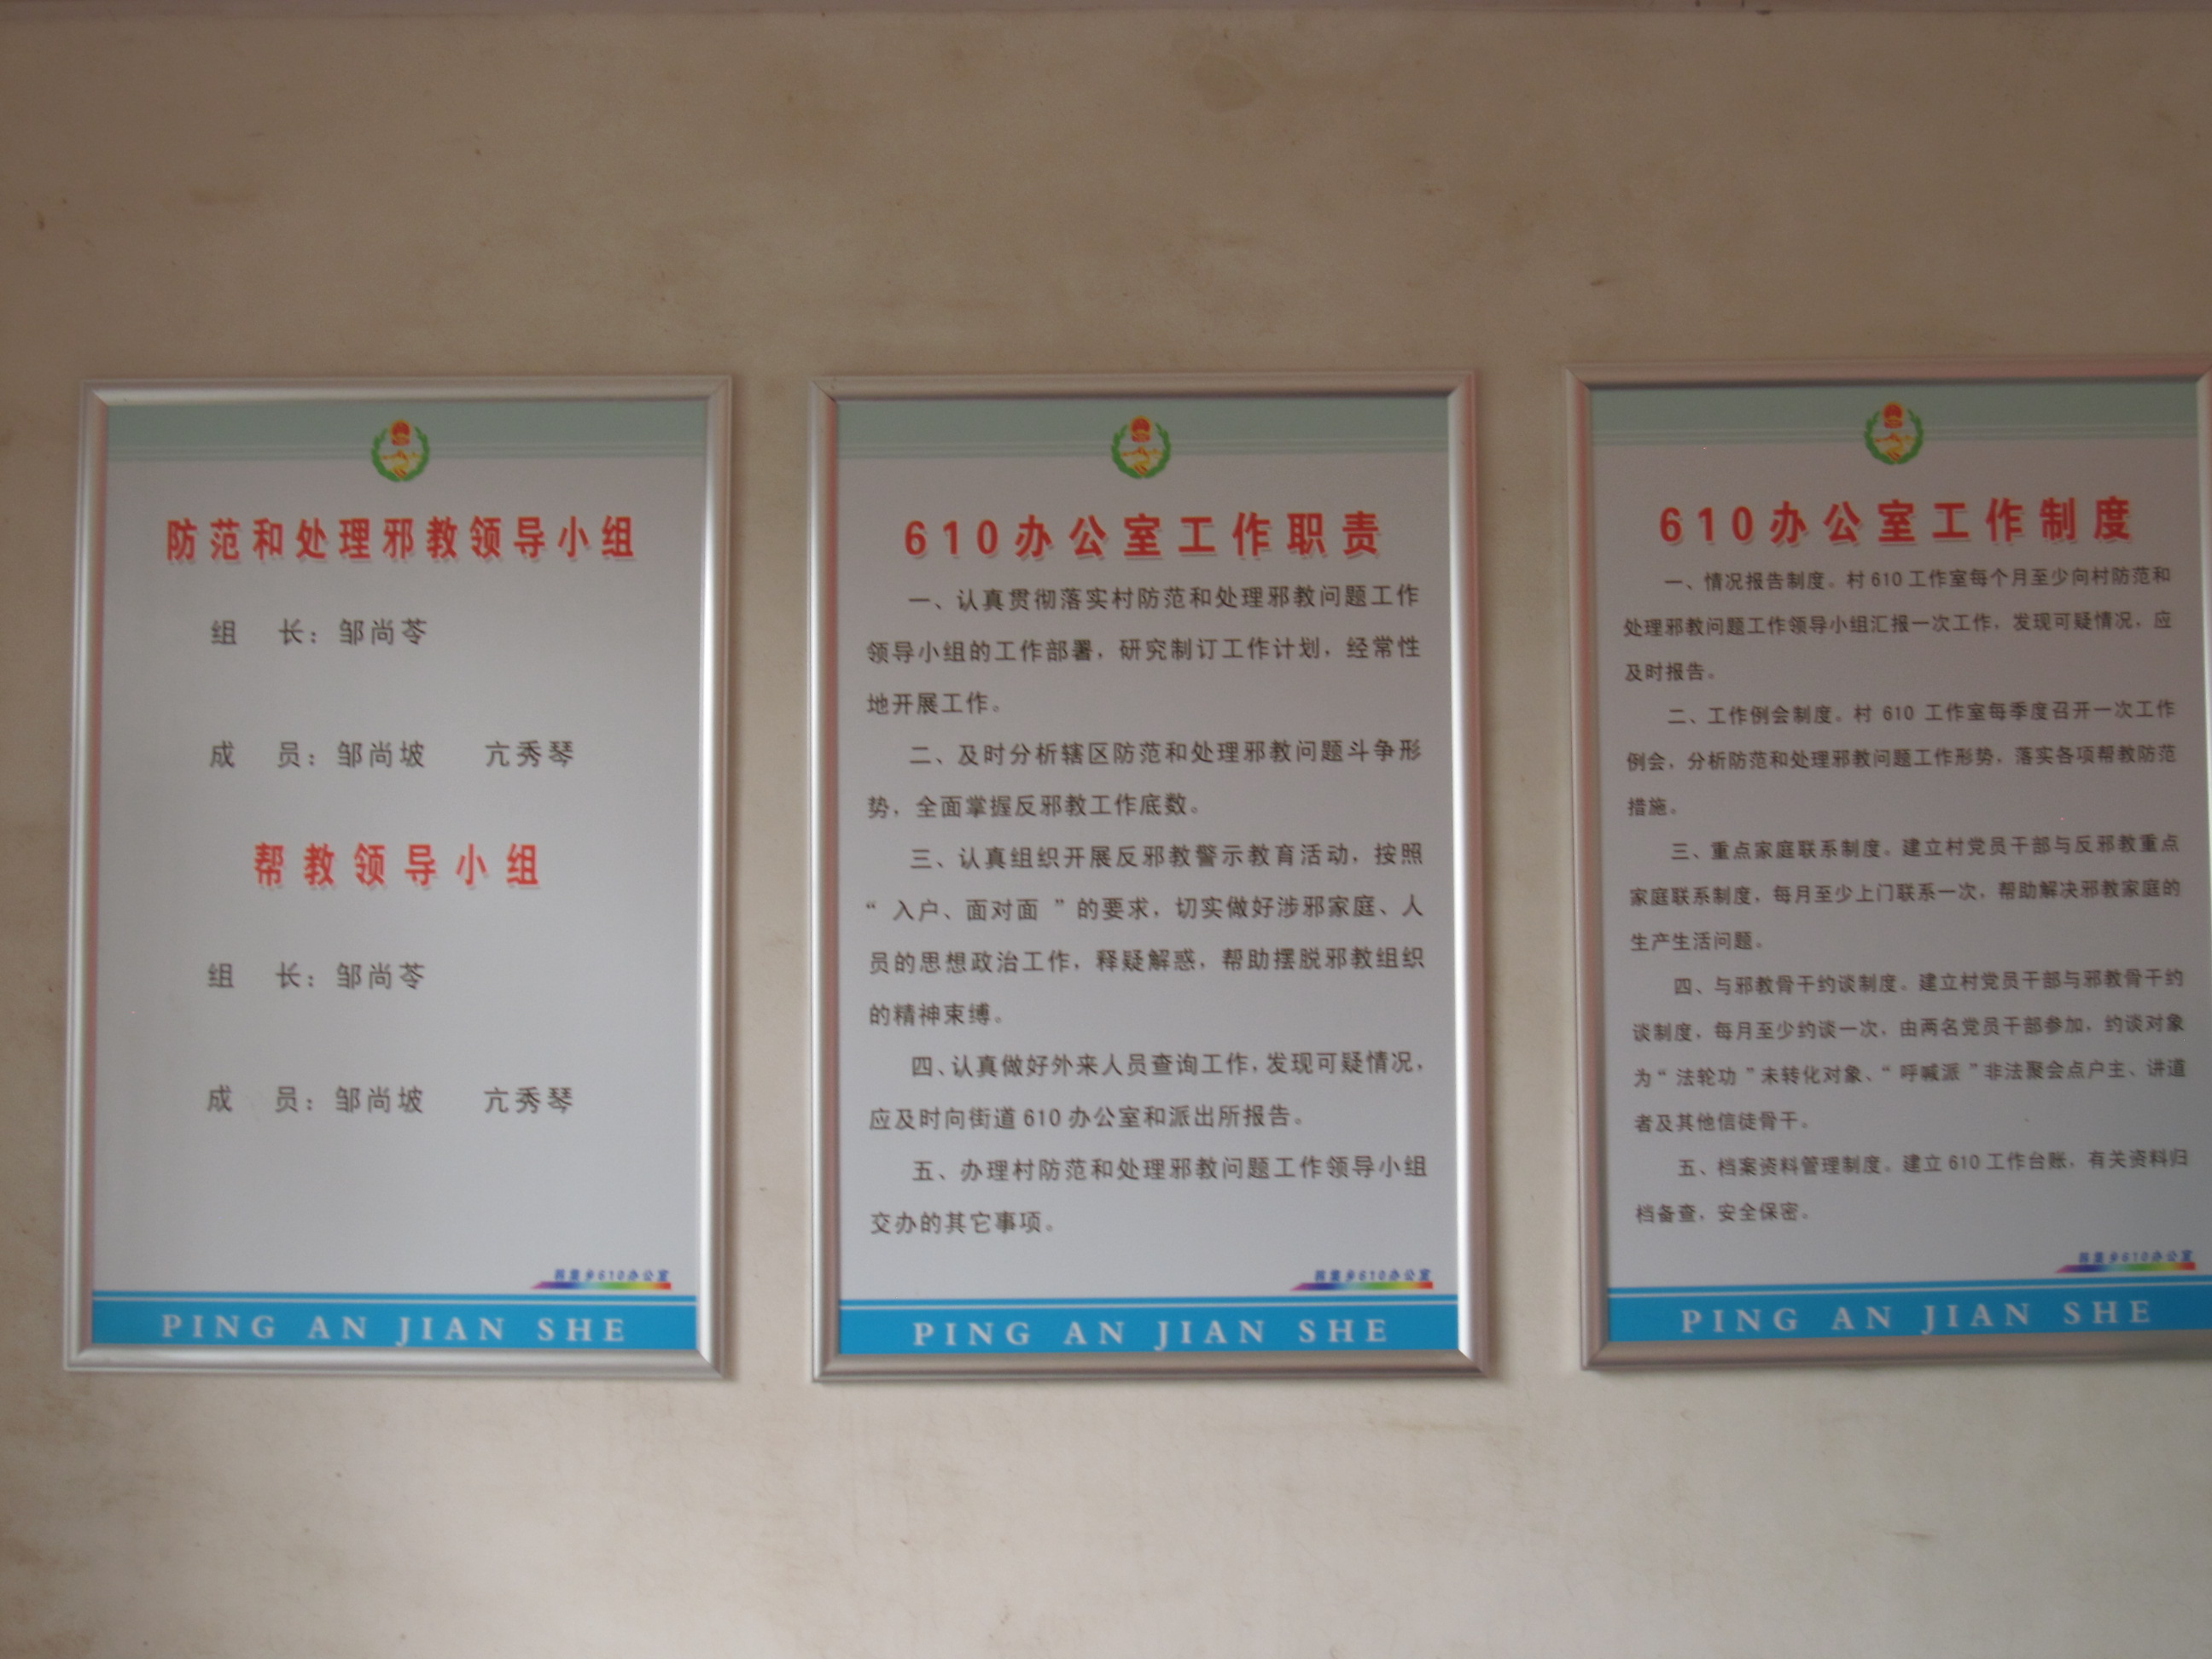 防范和处理邪教领导小组
组 长：邹尚苓
成 员：邹尚坡 亢秀琴
帮教领导小组
组 长：邹尚苓
成 员：邹尚坡 亢秀琴
乡610办公室
PING AN JIAN SHE
610办公室工作职责
一、认真贯彻落实村防范和处理邪教问题工作
领导小组的工作部署，研究制订工作计划，经常性
地开展工作。
二、及时分析辖区防范和处理邪教问题斗争形
势，全面掌握反邪教工作底数。
三、认真组织开展反邪教警示教育活动，按照
“ 入户、面对面 ”的要求，切实做好涉邪家庭、人
员的思想政治工作，释疑解惑，帮助摆脱邪教组织
的精神束缚。
四、认真做好外来人员查询工作，发现可疑情况，
应及时向街道610办公室和派出所报告。
五、办理村防范和处理邪教问题工作领导小组
交办的其它事项。
乡610办公室
PING AN JIAN SHE
610办公室工作制度
一、情况报告制度。村610工作室每个月至少向村防范和
处理邪教问题工作领导小组汇报一次工作，发现可疑情况，应
及时报告。
二、工作例会制度。村 610 工作室每季度召开一次工作
例会，分析防范和处理邪教问题工作形势，落实各项帮教防范
措施。
三、重点家庭联系制度。建立村党员干部与反邪教重点
家庭联系制度，每月至少上门联系一次，帮助解决邪教家庭的
生产生活问题。
四、与邪教骨干约谈制度。建立村党员干部与邪教骨干约
谈制度，每月至少约谈一次，由两名党员干部参加，约谈对象
为“ 法轮功 ”未转化对象、“ 呼喊派 ”非法聚会点户主、讲道
者及其他信徒骨干。
五、档案资料管理制度。建立610工作台账，有关资料归
档备查，安全保密。
乡610办公室
PING AN JIAN SHE